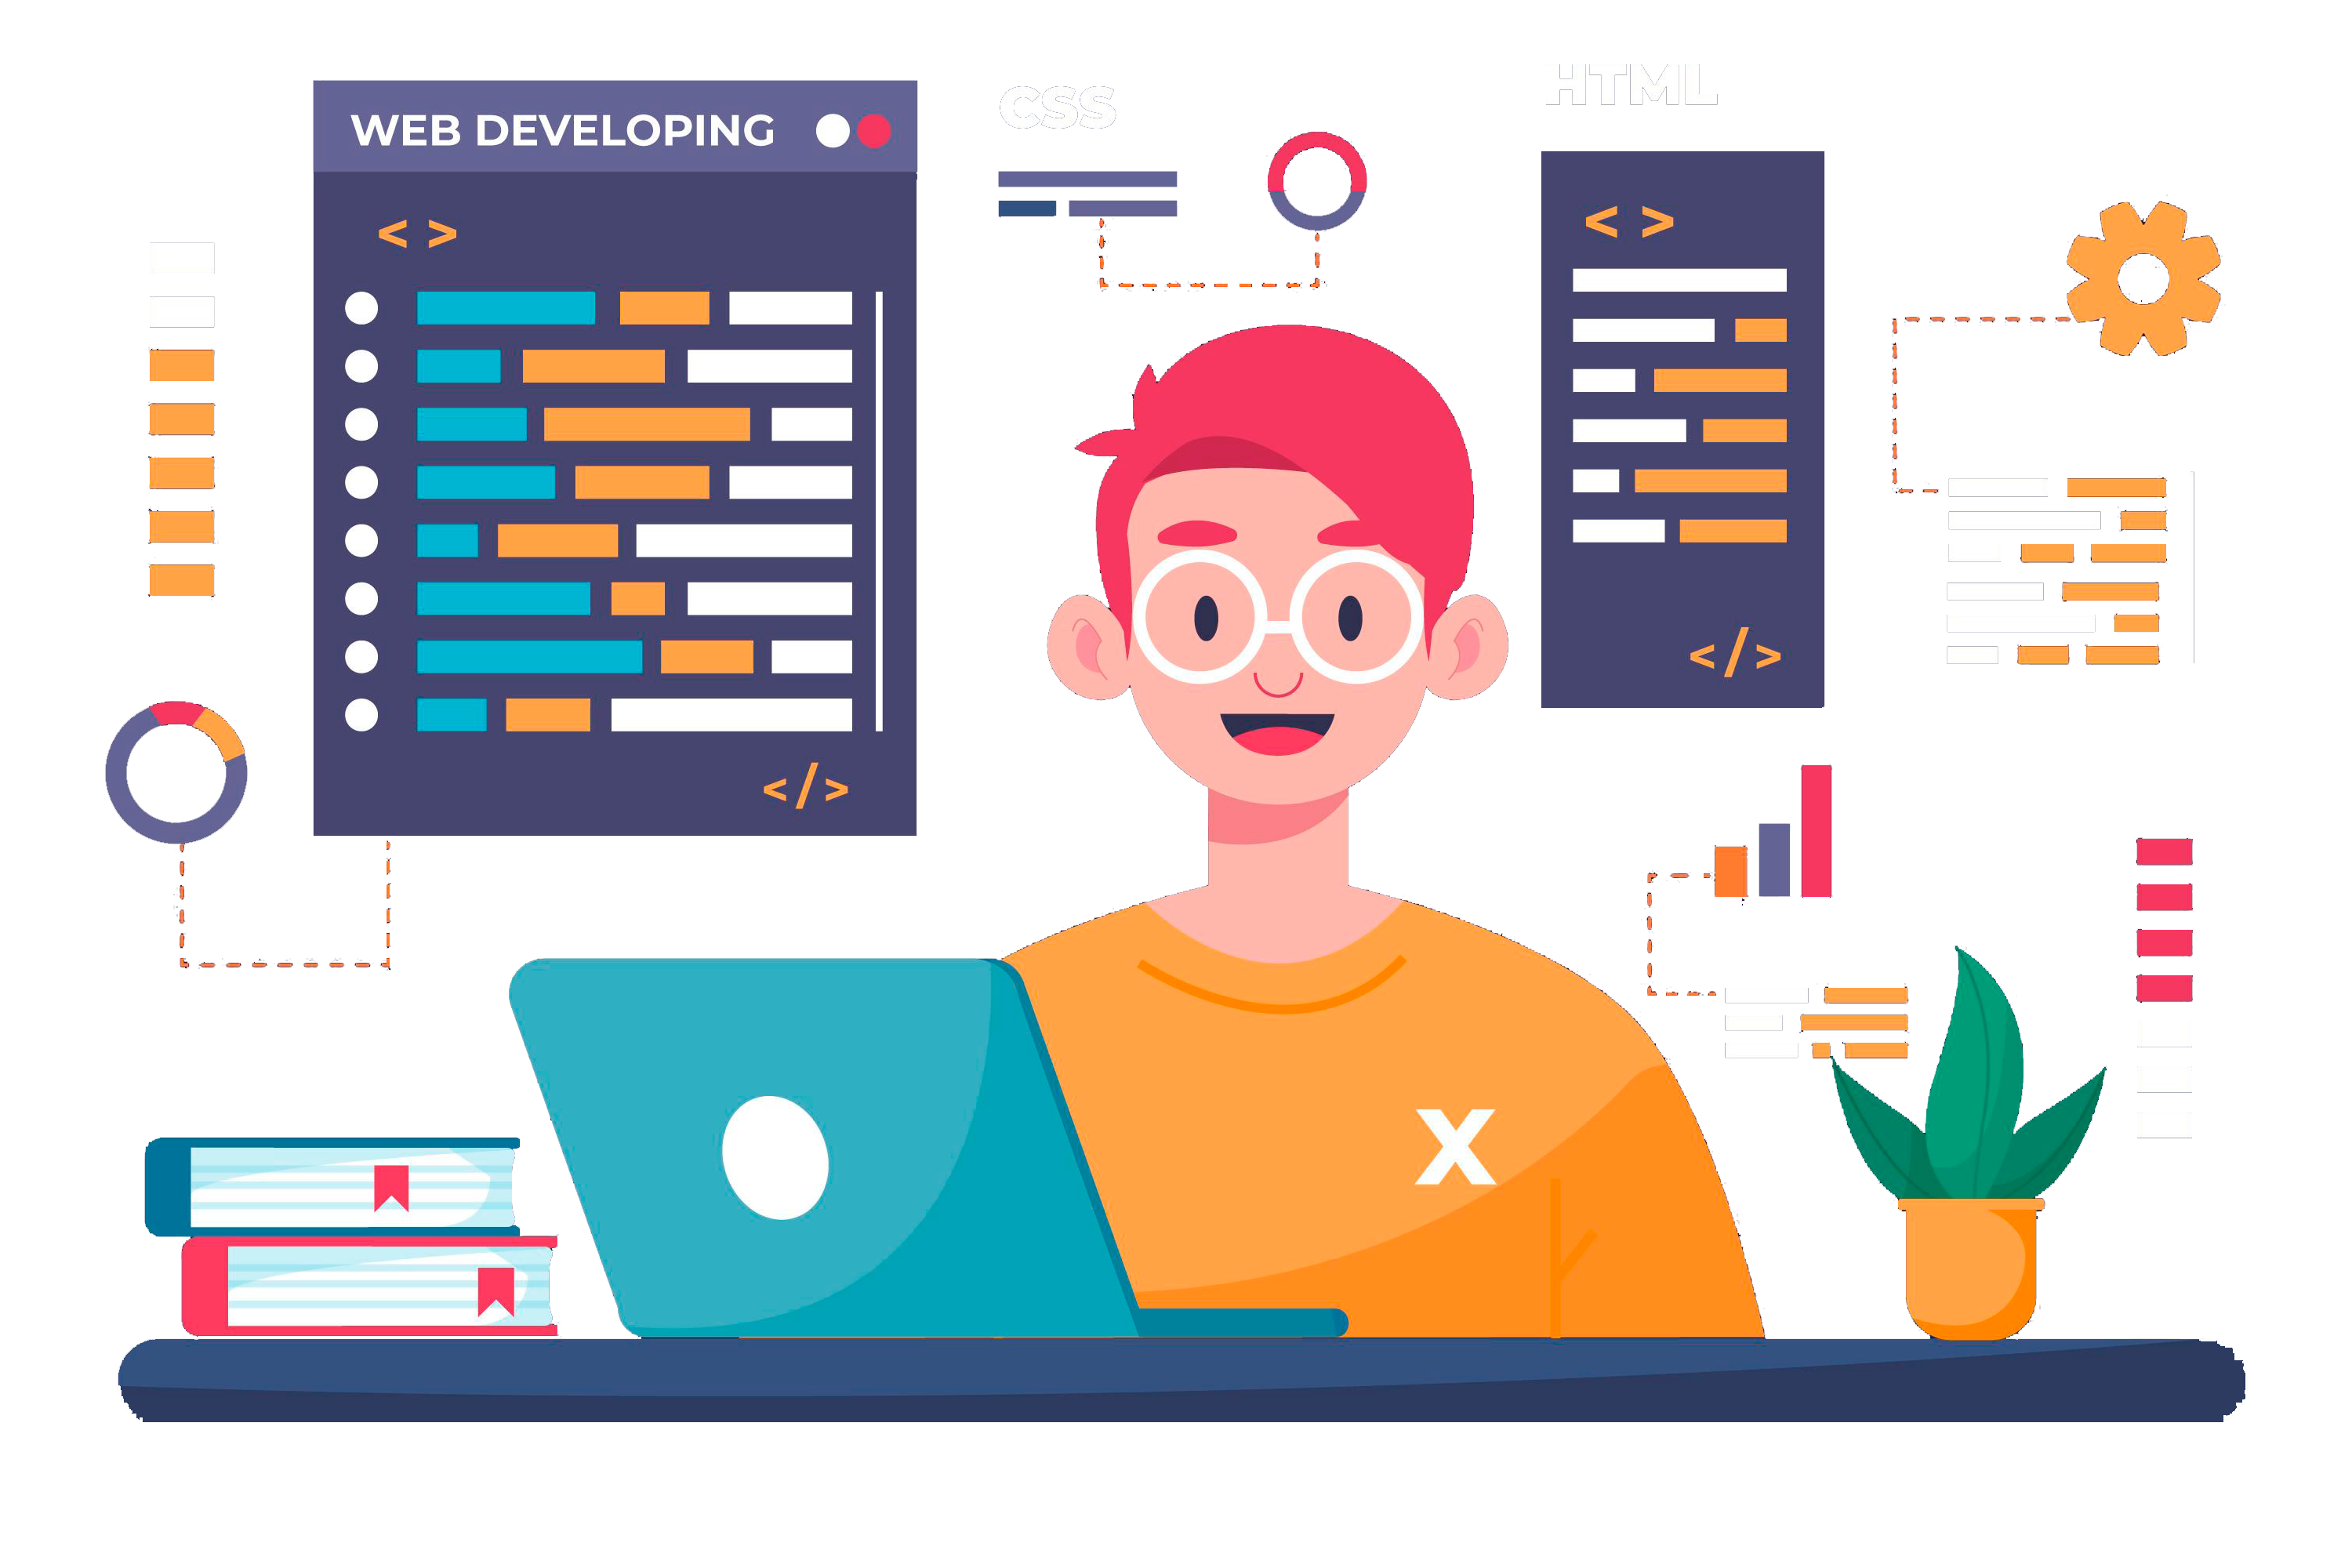 WEB DEVELOPING
CSS
HTML
< >
< >
</>
</>
X